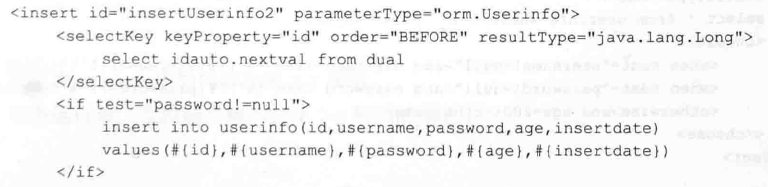 <insert id="insertUserinfo2" parameterType="orm.Userinfo">
    <selectKey keyProperty="id" order="BEFORE" resultType="java.lang.Long">
        select idauto.nextval from dual
    </selectKey>
    <if test="password!=null">
        insert into userinfo(id,username,password,age,insertdate)
        values(#{id},#{username},#{password},#{age},#{insertdate})
    </if>